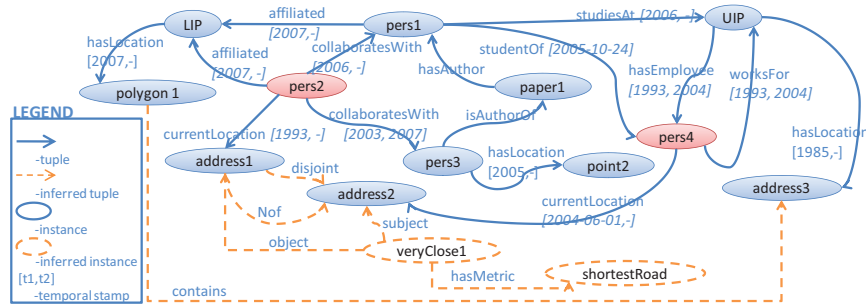 affiliated
[2007,-]
LIP
pers1
studiesAt [2006, -]
UIP
hasLocation
[2007,-]
affiliated
[2007, -]
collaboratesWith
[2006, -]
studentOf [2005-10-24]
hasAuthor
hasEmployee
[1993, 2004]
worksFor
[1993, 2004]
polygon 1
pers2
paper1
LEGEND
collaboratesWith
[2003, 2007]
isAuthorOf
pers4
currentLocation [1993, -]
hasLocation
[1985,-]
address1
disjoint
pers3
hasLocation
[2005,-]
point2
-tuple
address2
address3
currentLocation
[2004-06-01,-]
-inferred tuple
Nof
subject
-instance
object
veryClose1
-inferred instance
[t1,t2]
hasMetric
shortestRoad
-temporal stamp
contains